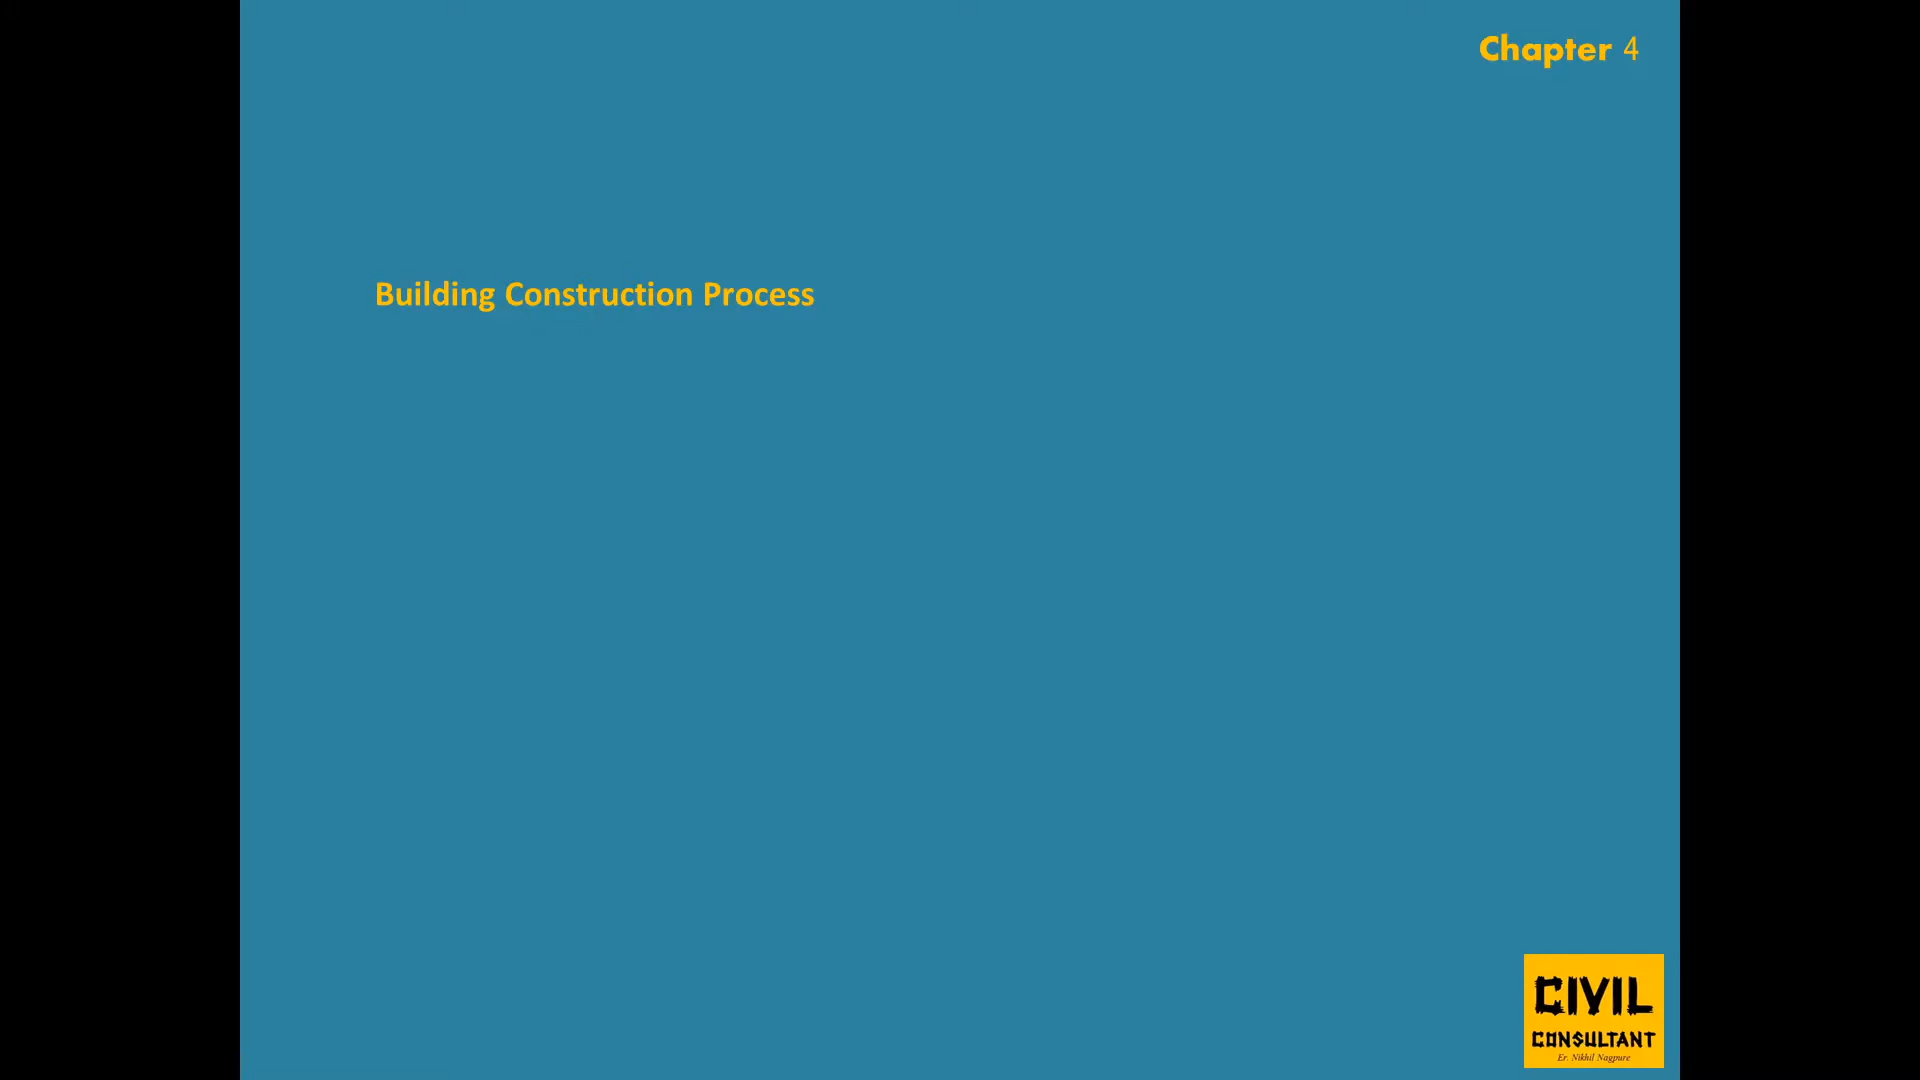 Chapter 4
Building Construction Process
CIVIL
CONSULTANT
Er. Nikhil Nagpure